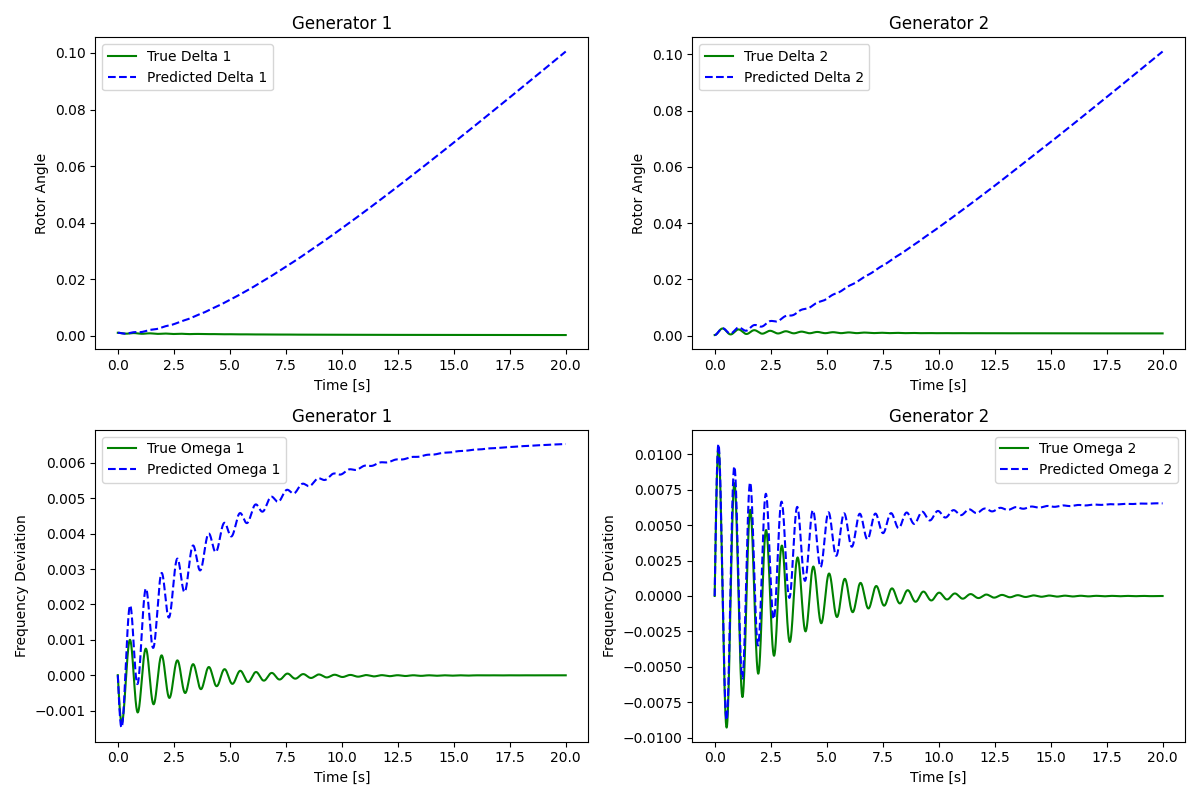 Generator 1
True Delta 1
Predicted Delta 1
Rotor Angle
0.10
0.08
0.06
0.04
0.02
0.00
0.0 2.5 5.0 7.5 10.0 12.5 15.0 17.5 20.0
Time [s]
Generator 2
True Delta 2
Predicted Delta 2
Rotor Angle
0.10
0.08
0.06
0.04
0.02
0.00
0.0 2.5 5.0 7.5 10.0 12.5 15.0 17.5 20.0
Time [s]
Generator 1
True Omega 1
Predicted Omega 1
Frequency Deviation
0.006
0.005
0.004
0.003
0.002
0.001
0.000
−0.001
0.0 2.5 5.0 7.5 10.0 12.5 15.0 17.5 20.0
Time [s]
Generator 2
True Omega 2
Predicted Omega 2
Frequency Deviation
0.0100
0.0075
0.0050
0.0025
0.0000
−0.0025
−0.0050
−0.0075
−0.0100
0.0 2.5 5.0 7.5 10.0 12.5 15.0 17.5 20.0
Time [s]